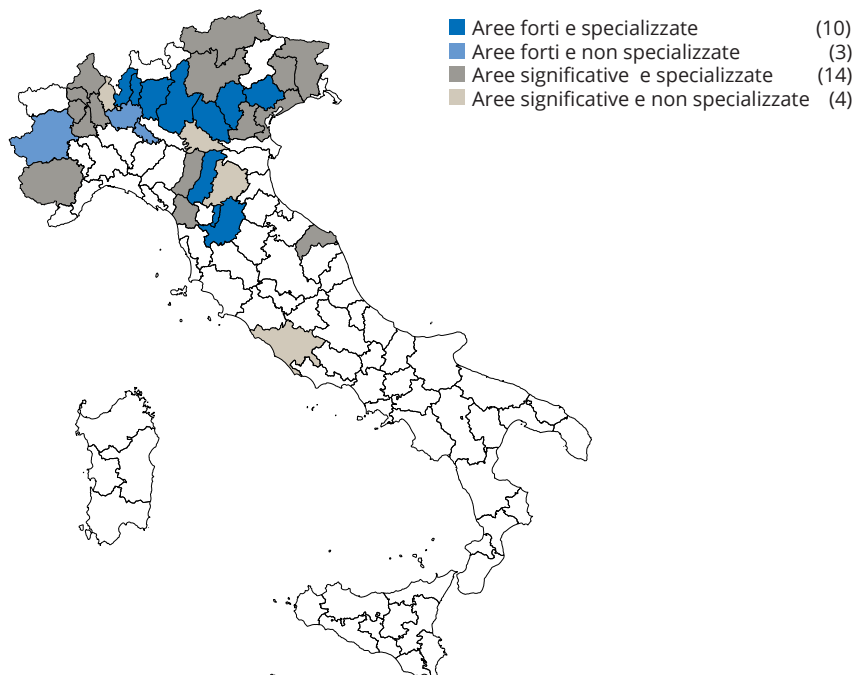 Aree forti e specializzate (10)
Aree forti e non specializzate (3)
Aree significative e specializzate (14)
Aree significative e non specializzate (4)